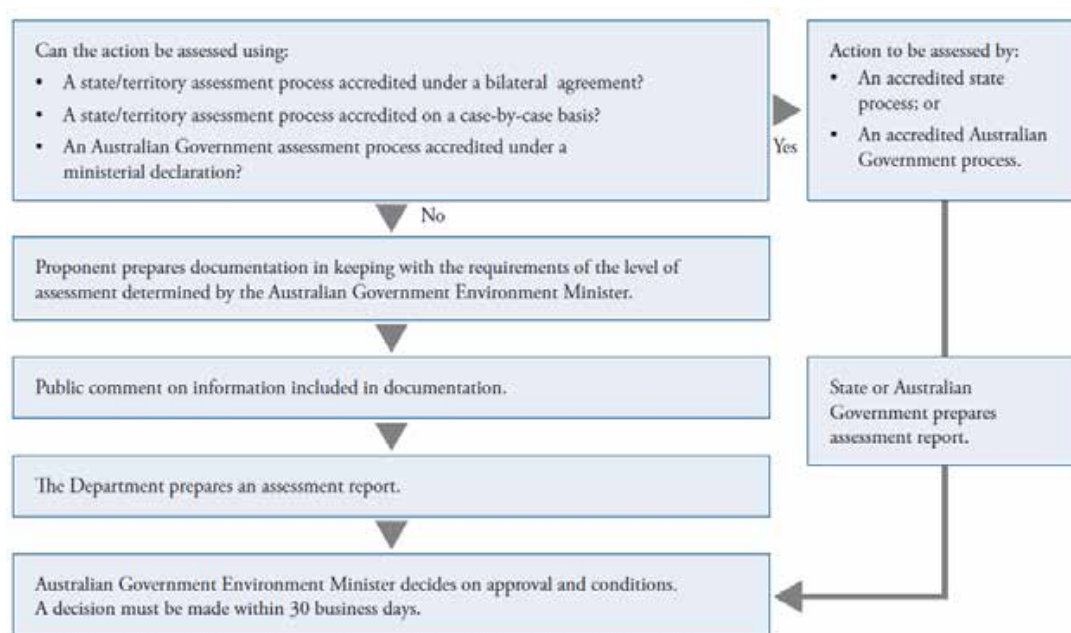 Can the action be assessed using:
• A state/territory assessment process accredited under a bilateral agreement?
• A state/territory assessment process accredited on a case-by-case basis?
• An Australian Government assessment process accredited under a
ministerial declaration?
Yes
Action to be assessed by:
• An accredited state
process; or
• An accredited Australian
Government process.
No
Proponent prepares documentation in keeping with the requirements of the level of
assessment determined by the Australian Government Environment Minister.
Public comment on information included in documentation.
State or Australian
Government prepares
assessment report.
The Department prepares an assessment report.
Australian Government Environment Minister decides on approval and conditions.
A decision must be made within 30 business days.